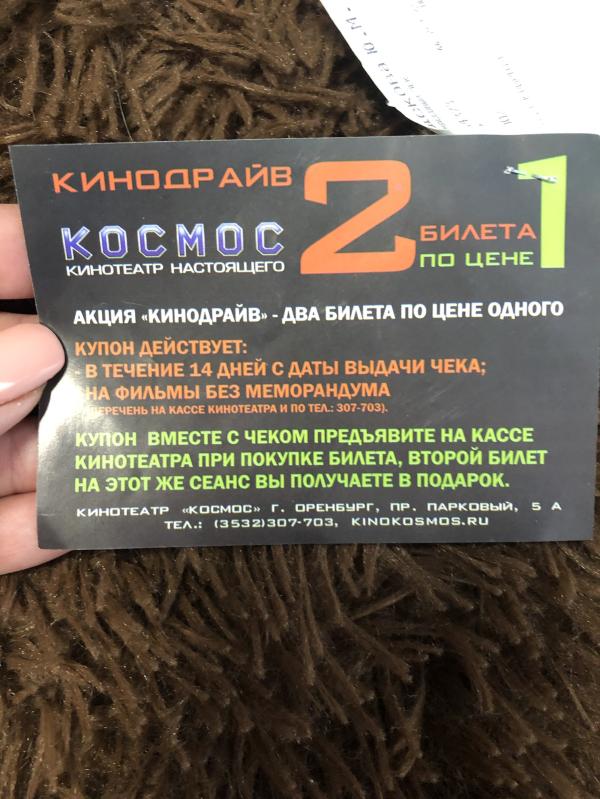 КИНОДРАЙВ
КОСМОС
КИНОТЕАТР НАСТОЯЩЕГО
2 БИЛЕТА
ПО ЦЕНЕ 1
АКЦИЯ «КИНОДРАЙВ» - ДВА БИЛЕТА ПО ЦЕНЕ ОДНОГО
КУПОН ДЕЙСТВУЕТ:
- В ТЕЧЕНИЕ 14 ДНЕЙ С ДАТЫ ВЫДАЧИ ЧЕКА;
НА ФИЛЬМЫ БЕЗ МЕМОРАНДУМА
(ПЕРЕЧЕНЬ НА КАССЕ КИНОТЕАТРА И ПО ТЕЛ.: 307-703).
КУПОН ВМЕСТЕ С ЧЕКОМ ПРЕДЪЯВИТЕ НА КАССЕ
КИНОТЕАТРА ПРИ ПОКУПКЕ БИЛЕТА, ВТОРОЙ БИЛЕТ
НА ЭТОТ ЖЕ СЕАНС ВЫ ПОЛУЧАЕТЕ В ПОДАРОК.
КИНОТЕАТР «КОСМОС» Г. ОРЕНБУРГ, ПР. ПАРКОВЫЙ, 5 А
ТЕЛ.: (3532)307-703, KINOKOSMOS.RU